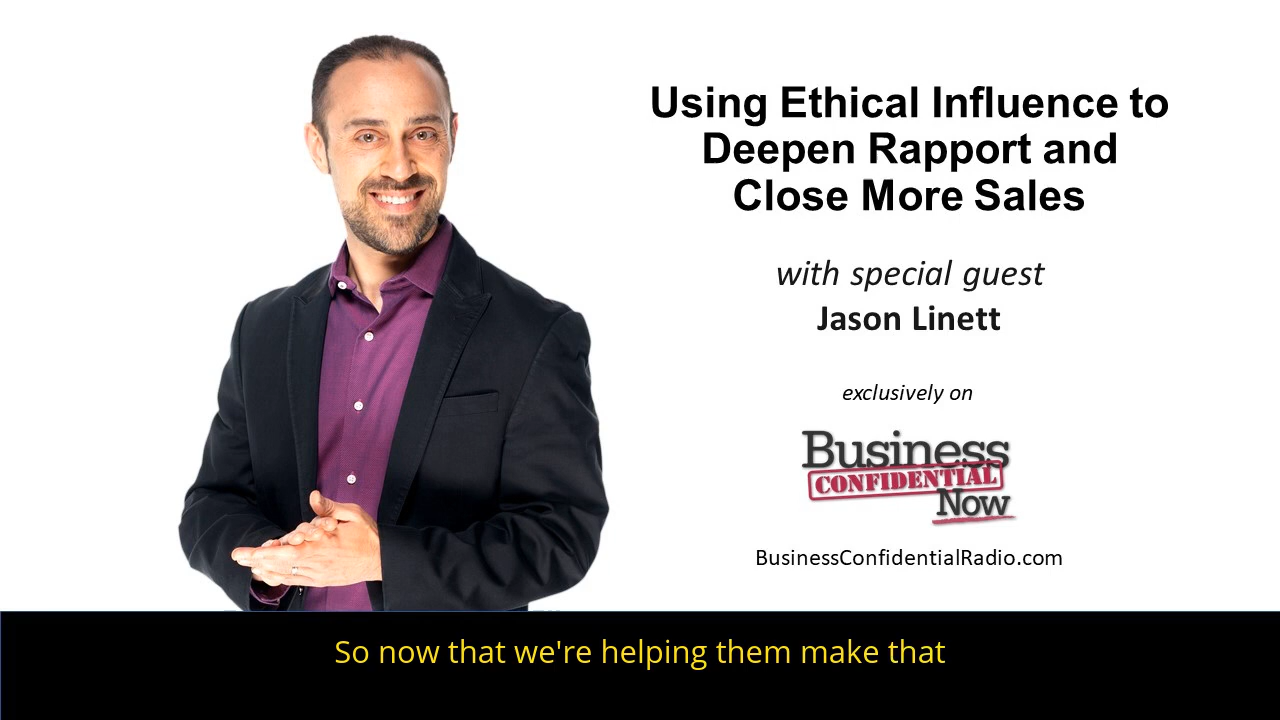 Using Ethical Influence to
Deepen Rapport and
Close More Sales
with special guest
Jason Linett
exclusively on
Business
CONFIDENTIAL
Now
BusinessConfidentialRadio.com
So now that we're helping them make that